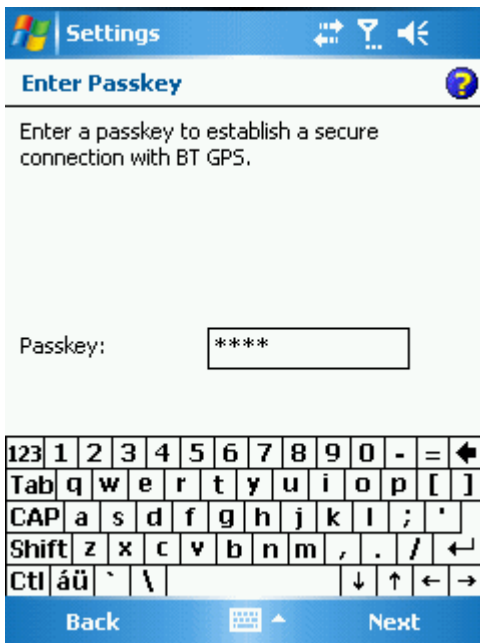 Settings
Enter Passkey
?
Enter a passkey to establish a secure
connection with BT GPS.
Passkey: ****
123 1 2 3 4 5 6 7 8 9 0 - = 🡄
Tab q w e r t y u i o p [ ]
CAP a s d f g h j k l ; '
Shift z x c v b n m , . / ↵
Ctl áü ` \ ↓ ↑ ← →
Back Next